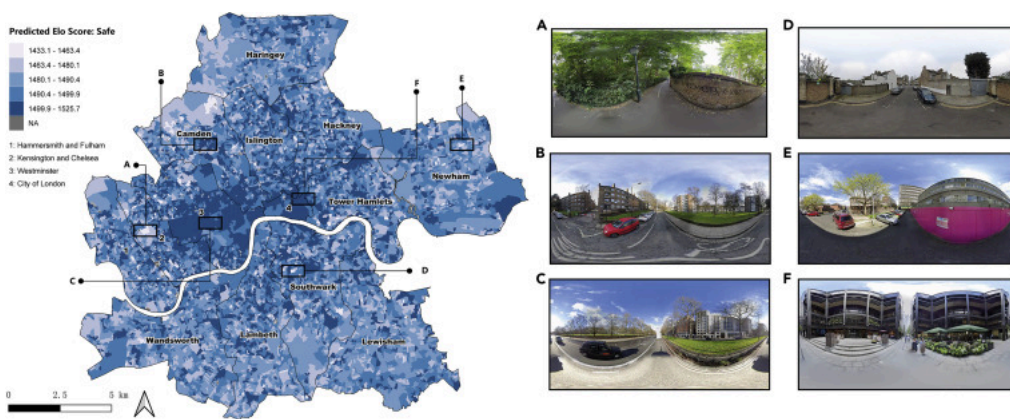 Predicted Elo Score: Safe
1433.1 - 1463.4
1463.4 - 1480.1
1480.1 - 1490.4
1490.4 - 1499.9
1499.9 - 1525.7
NA
1: Hammersmith and Fulham
2: Kensington and Chelsea
3: Westminster
4: City of London
B
A
C
F
E
D
Haringey
Camden
Islington
Hackney
Newham
Tower Hamlets
1
2
3
4
Southwark
Wandsworth
Lambeth
Lewisham
0 2.5 5 km
A
D
B
E
C
F